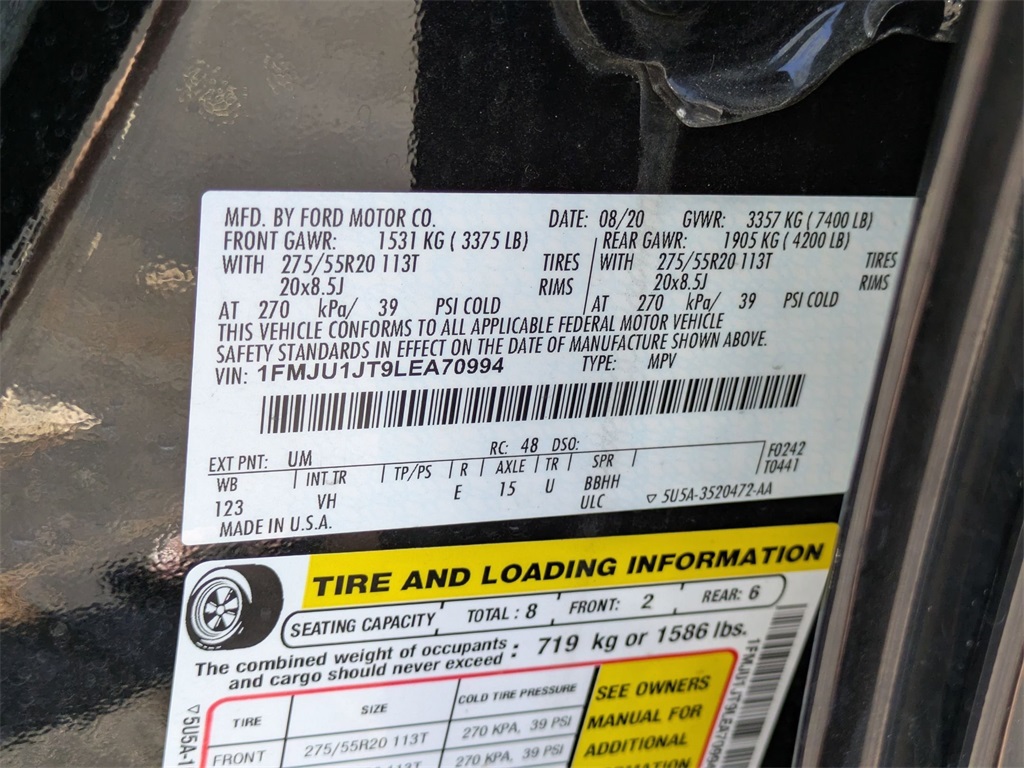 MFD. BY FORD MOTOR CO. DATE: 08/20 GVWR: 3357 KG ( 7400 LB)
FRONT GAWR: 1531 KG ( 3375 LB) REAR GAWR: 1905 KG ( 4200 LB)
WITH 275/55R20 113T TIRES WITH 275/55R20 113T TIRES
20x8.5J RIMS 20x8.5J RIMS
AT 270 kPa/ 39 PSI COLD AT 270 kPa/ 39 PSI COLD
THIS VEHICLE CONFORMS TO ALL APPLICABLE FEDERAL MOTOR VEHICLE
SAFETY STANDARDS IN EFFECT ON THE DATE OF MANUFACTURE SHOWN ABOVE.
VIN: 1FMJU1JT9LEA70994 TYPE: MPV
EXT PNT: UM RC: 48 DSO: F0242
WB INT TR TP/PS R AXLE TR SPR T0441
123 VH E 15 U BBHH
ULC ▽ 5U5A-3520472-AA
MADE IN U.S.A.
TIRE AND LOADING INFORMATION
SEATING CAPACITY TOTAL : 8 FRONT: 2 REAR: 6
The combined weight of occupants : 719 kg or 1586 lbs.
and cargo should never exceed
TIRE SIZE COLD TIRE PRESSURE SEE OWNERS
FRONT 275/55R20 113T 270 KPA, 39 PSI MANUAL FOR
113T 270 KPA, 39 PSI ADDITIONAL
INFORMATION
▽5U5A-1
1FMJU1JT9LEA7099